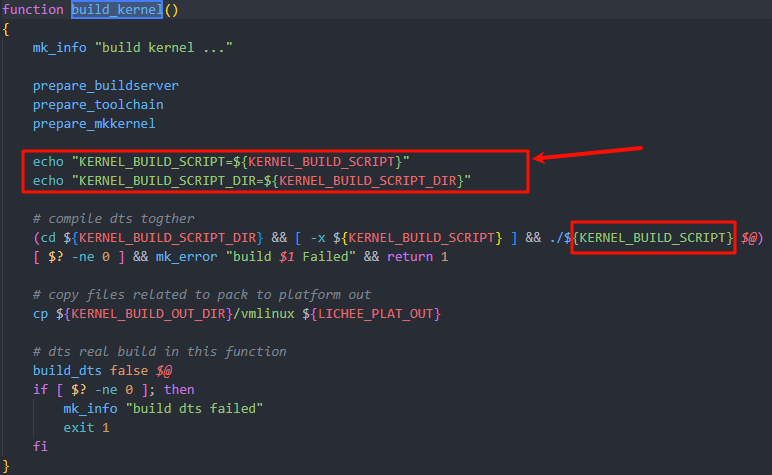 function build_kernel()
{
    mk_info "build kernel ..."
    prepare_buildserver
    prepare_toolchain
    prepare_mkkernel
    echo "KERNEL_BUILD_SCRIPT=${KERNEL_BUILD_SCRIPT}"
    echo "KERNEL_BUILD_SCRIPT_DIR=${KERNEL_BUILD_SCRIPT_DIR}"
    # compile dts togther
    (cd ${KERNEL_BUILD_SCRIPT_DIR} && [ -x ${KERNEL_BUILD_SCRIPT} ] && ./${KERNEL_BUILD_SCRIPT} $@)
    [ $? -ne 0 ] && mk_error "build $1 Failed" && return 1
    # copy files related to pack to platform out
    cp ${KERNEL_BUILD_OUT_DIR}/vmlinux ${LICHEE_PLAT_OUT}
    # dts real build in this function
    build_dts false $@
    if [ $? -ne 0 ]; then
        mk_info "build dts failed"
        exit 1
    fi
}